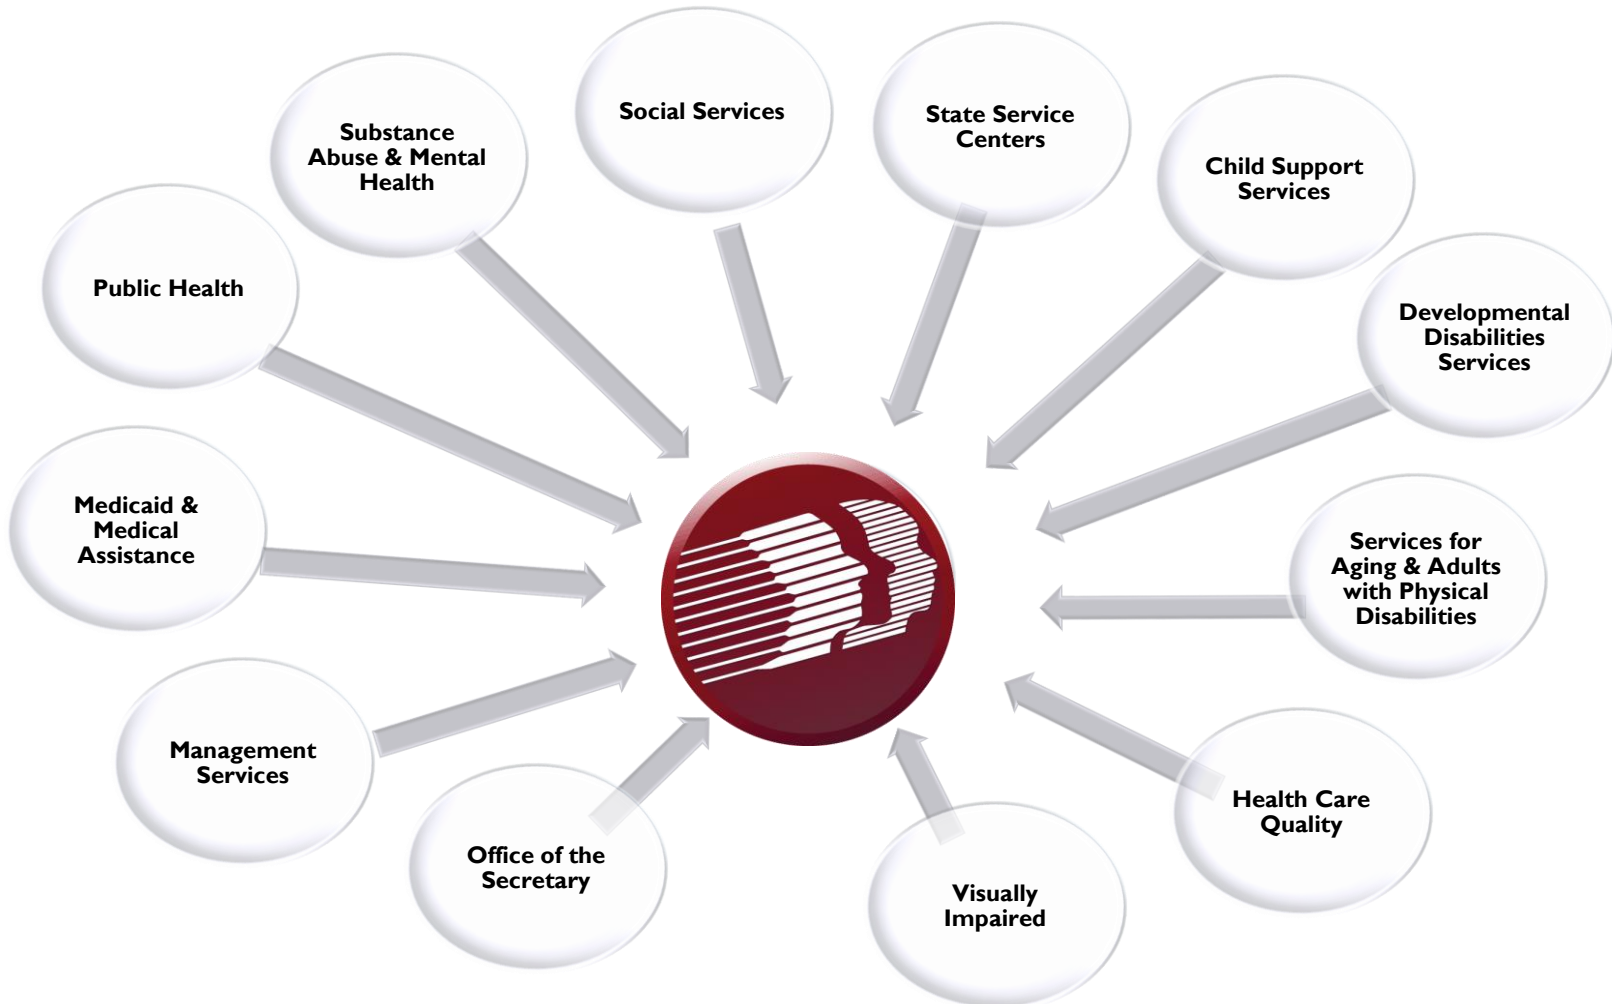 Social Services
State Service
Centers
Substance
Abuse & Mental
Health
Child Support
Services
Public Health
Developmental
Disabilities
Services
Medicaid &
Medical
Assistance
Services for
Aging & Adults
with Physical
Disabilities
Management
Services
Health Care
Quality
Office of the
Secretary
Visually
Impaired